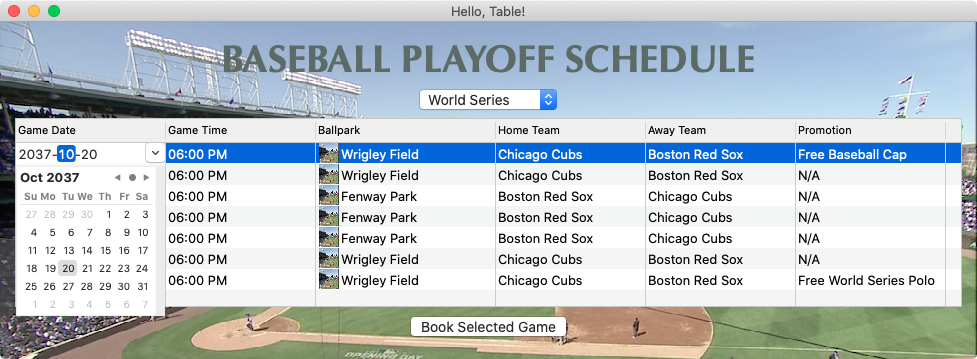 Hello, Table!
BASEBALL PLAYOFF SCHEDULE
World Series
Game Date Game Time Ballpark Home Team Away Team Promotion
2037-10-20 06:00 PM Wrigley Field Chicago Cubs Boston Red Sox Free Baseball Cap
06:00 PM Wrigley Field Chicago Cubs Boston Red Sox N/A
06:00 PM Fenway Park Boston Red Sox Chicago Cubs N/A
06:00 PM Fenway Park Boston Red Sox Chicago Cubs N/A
06:00 PM Fenway Park Boston Red Sox Chicago Cubs N/A
06:00 PM Wrigley Field Chicago Cubs Boston Red Sox N/A
06:00 PM Wrigley Field Chicago Cubs Boston Red Sox Free World Series Polo
Oct 2037
Su Mo Tu We Th Fr Sa
27 28 29 30 1 2 3
4 5 6 7 8 9 10
11 12 13 14 15 16 17
18 19 20 21 22 23 24
25 26 27 28 29 30 31
1 2 3 4 5 6 7
Book Selected Game
OPENING DAY